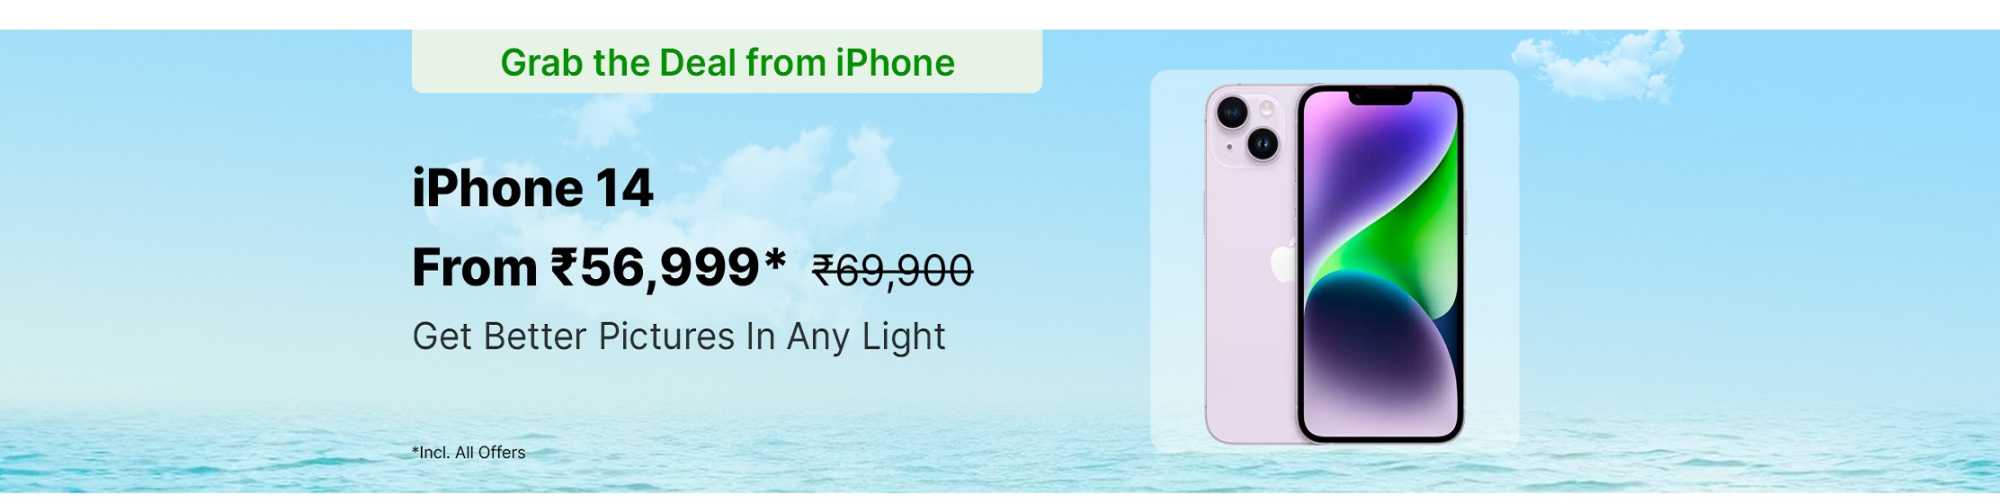 Grab the Deal from iPhone
iPhone 14
From ₹56,999* ₹69,900
Get Better Pictures In Any Light
*Incl. All Offers